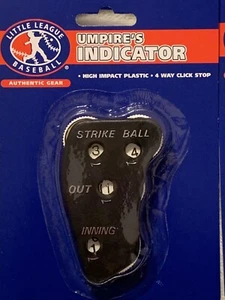 LITTLE LEAGUE
BASEBALL
AUTHENTIC GEAR
UMPIRE'S
INDICATOR
• HIGH IMPACT PLASTIC • 4 WAY CLICK STOP
STRIKE BALL
3 4
OUT 1
INNING
1